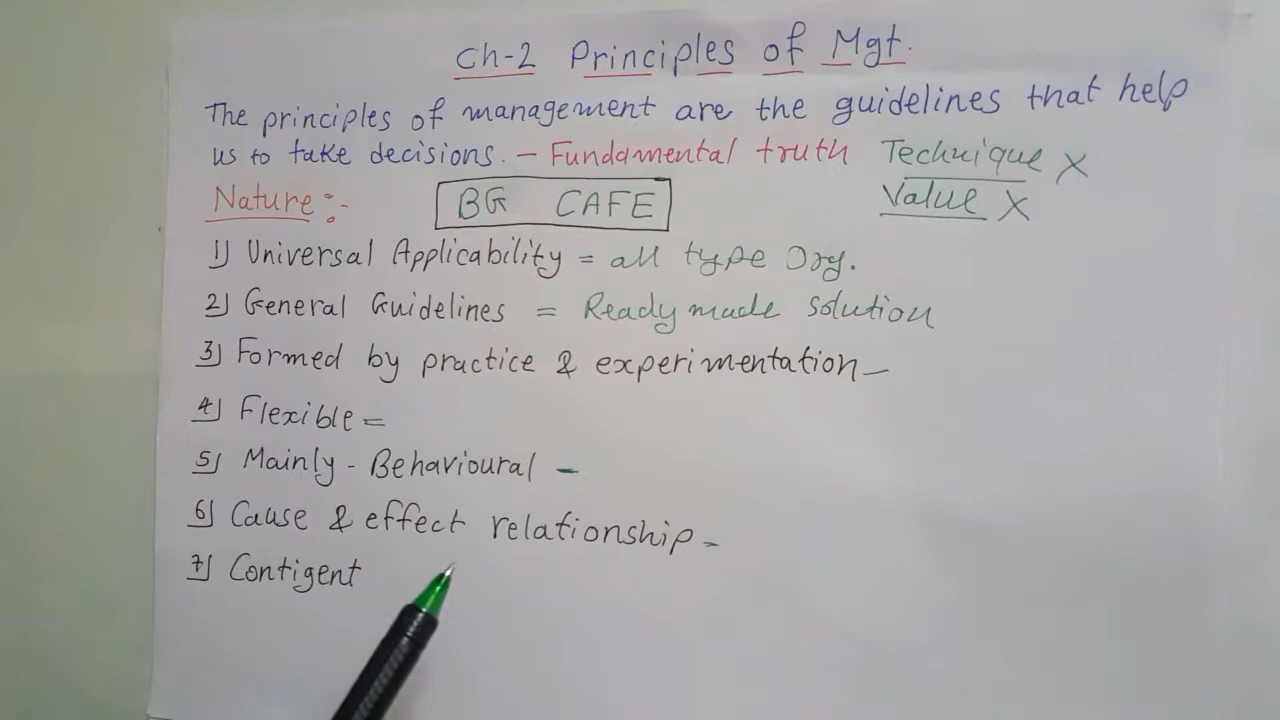 Ch-2 Principles of Mgt.
The principles of management are the guidelines that help
us to take decisions. - Fundamental truth Technique X
Nature :- BG CAFE Value X
1) Universal Applicability = all type Org.
2) General Guidelines = Readymade solution
3) Formed by practice & experimentation -
4) Flexible =
5) Mainly - Behavioural -
6) Cause & effect relationship -
7) Contigent